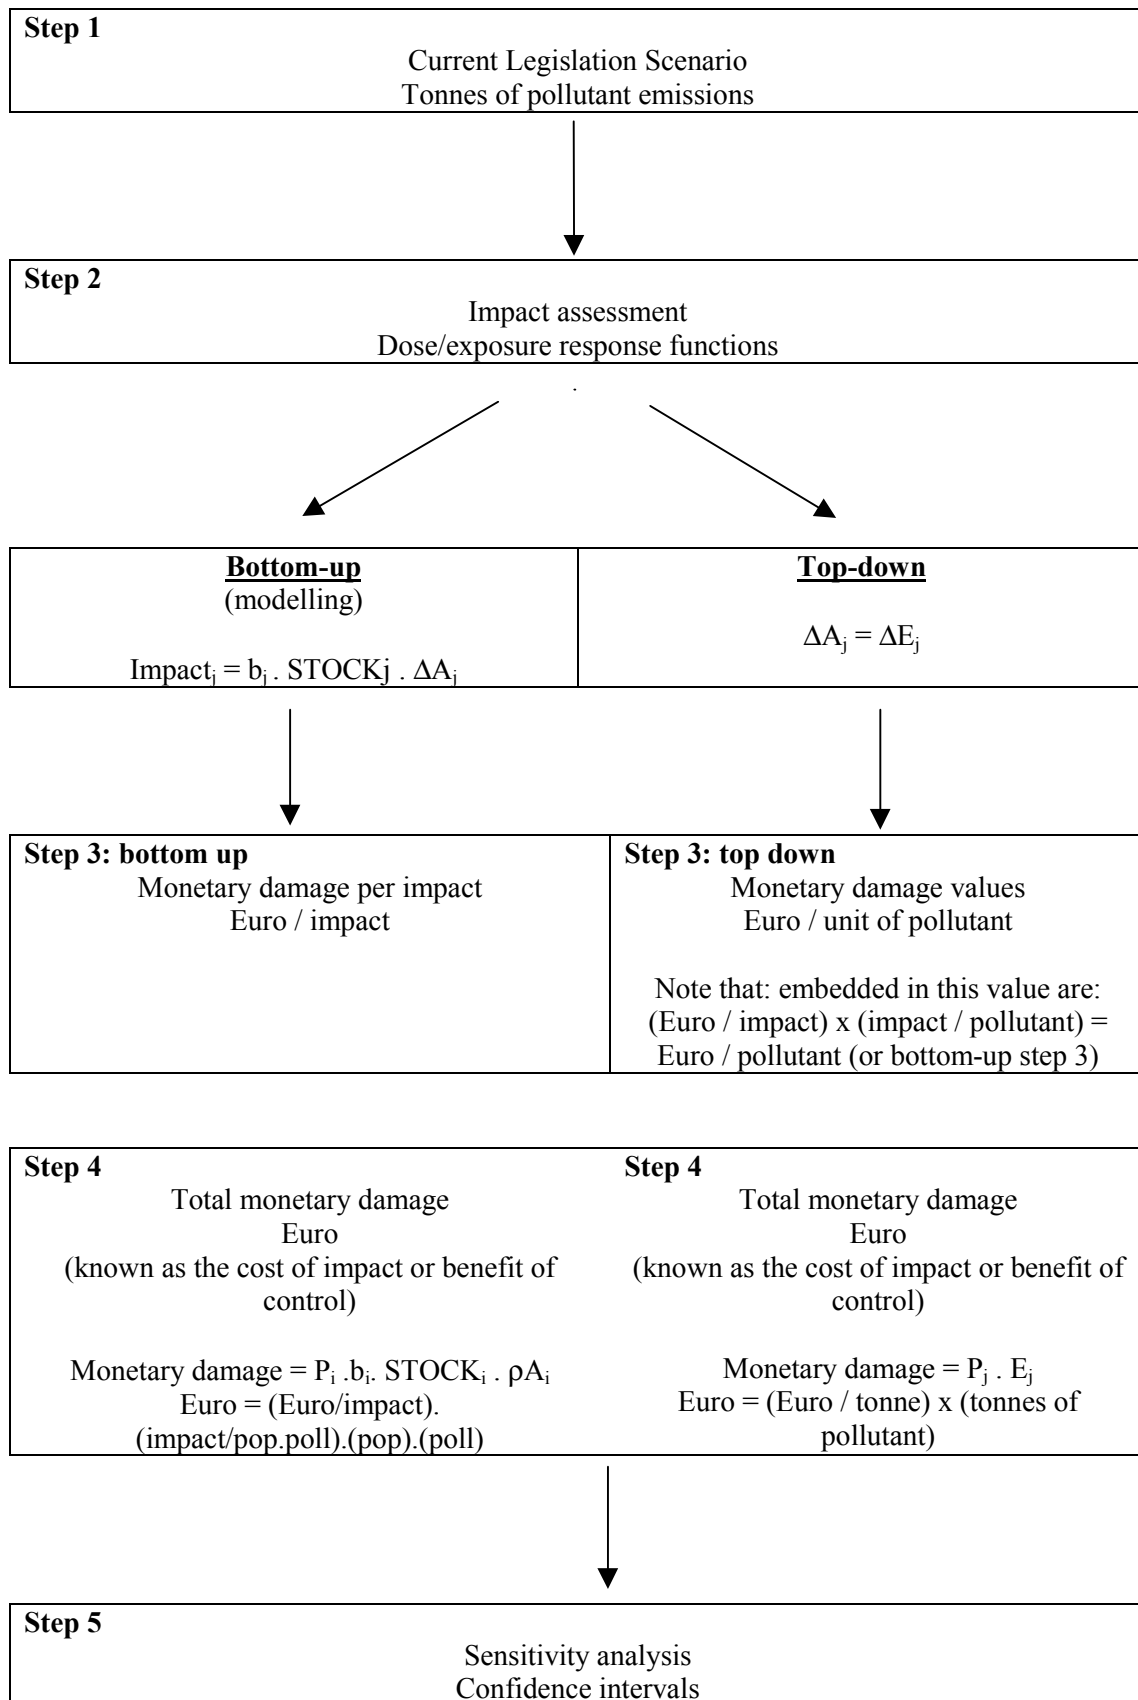 Step 1
Current Legislation Scenario
Tonnes of pollutant emissions
Step 2
Impact assessment
Dose/exposure response functions
.
Bottom-up
(modelling)
Impactj = bj . STOCKj . ΔAj
Top-down
ΔAj = ΔEj
Step 3: bottom up
Monetary damage per impact
Euro / impact
Step 3: top down
Monetary damage values
Euro / unit of pollutant
Note that: embedded in this value are:
(Euro / impact) x (impact / pollutant) =
Euro / pollutant (or bottom-up step 3)
Step 4
Total monetary damage
Euro
(known as the cost of impact or benefit of
control)
Monetary damage = Pi .bi. STOCKi . ρAi
Euro = (Euro/impact).
(impact/pop.poll).(pop).(poll)
Step 4
Total monetary damage
Euro
(known as the cost of impact or benefit of
control)
Monetary damage = Pj . Ej
Euro = (Euro / tonne) x (tonnes of
pollutant)
Step 5
Sensitivity analysis
Confidence intervals